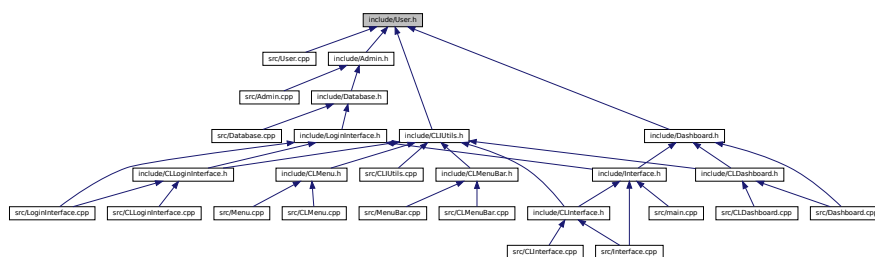 include/User.h
src/User.cpp
include/Admin.h
src/Admin.cpp
include/Database.h
src/Database.cpp
include/LoginInterface.h
include/CLIUtils.h
include/Dashboard.h
include/CLLoginInterface.h
include/CLMenu.h
src/CLIUtils.cpp
include/CLMenuBar.h
include/Interface.h
include/CLDashboard.h
src/LoginInterface.cpp
src/CLLoginInterface.cpp
src/Menu.cpp
src/CLMenu.cpp
src/MenuBar.cpp
src/CLMenuBar.cpp
include/CLInterface.h
src/main.cpp
src/CLDashboard.cpp
src/Dashboard.cpp
src/CLInterface.cpp
src/Interface.cpp